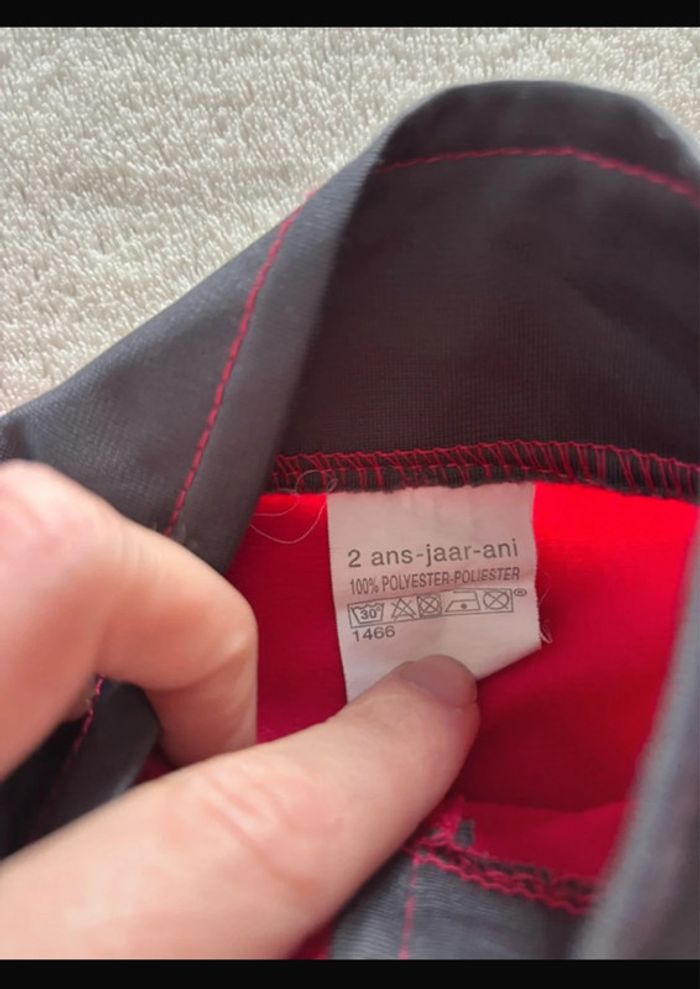 2 ans-jaar-ani
100% POLYESTER-POLIESTER
30 ®
1466